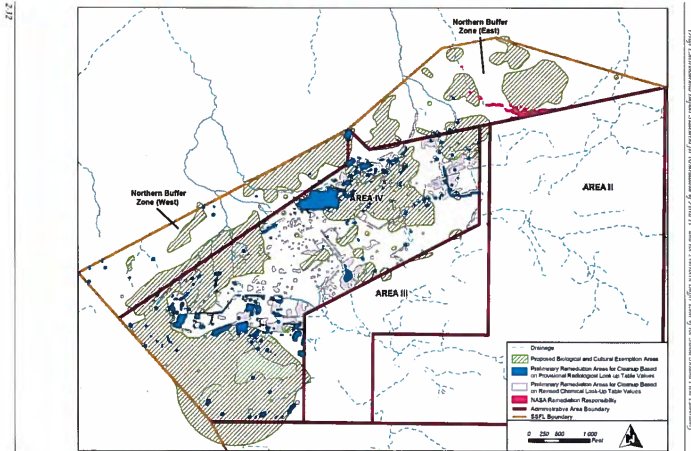 2-32
Northern Buffer
Zone (East)
AREA II
Northern Buffer
Zone (West)
AREA IV
AREA III
Drainage
Proposed Biological and Cultural Exemption Areas
Preliminary Remediation Areas for Cleanup Based
on Provisional Radiological Look-up Table Values
Preliminary Remediation Areas for Cleanup Based
on Revised Chemical Look-Up Table Values
NASA Remediation Responsibility
Administrative Area Boundary
SSFL Boundary
0 250 500 1 000
Feet
N